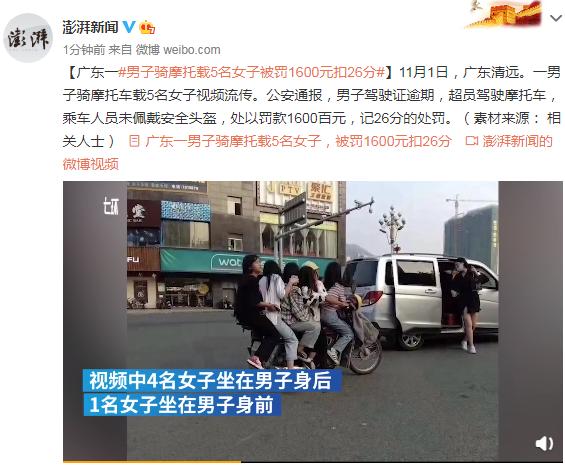 澎湃
澎湃新闻
1分钟前 来自 微博 weibo.com
【广东一#男子骑摩托载5名女子被罚1600元扣26分#】11月1日，广东清远。一男
子骑摩托车载5名女子视频流传。公安通报，男子驾驶证逾期，超员驾驶摩托车，
乘车人员未佩戴安全头盔，处以罚款1600百元，记26分的处罚。（素材来源： 相
关人士） 广东一男子骑摩托载5名女子，被罚1600元扣26分 澎湃新闻的
微博视频
七环
PTV
聚汇
FU
wat
视频中4名女子坐在男子身后
1名女子坐在男子身前